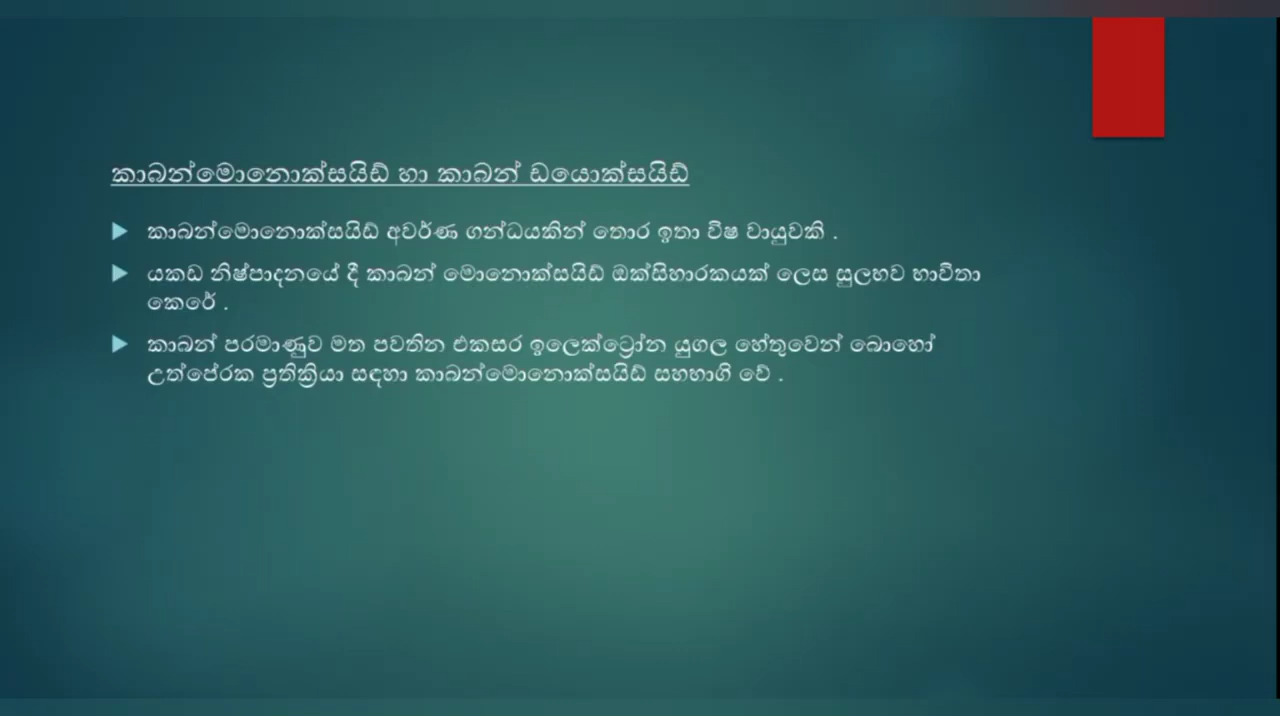 කාබන්මොනොක්සයිඩ් හා කාබන් ඩයොක්සයිඩ්
කාබන්මොනොක්සයිඩ් අවර්ණ ගන්ධයකින් තොර ඉතා විෂ වායුවකි .
යකඩ නිෂ්පාදනයේ දී කාබන් මොනොක්සයිඩ් ඔක්සිහාරකයක් ලෙස සුලභව භාවිතා
කෙරේ .
කාබන් පරමාණුව මත පවතින එකසර ඉලෙක්ට්‍රෝන යුගල හේතුවෙන් බොහෝ
උත්පේරක ප්‍රතික්‍රියා සඳහා කාබන්මොනොක්සයිඩ් සහභාගි වේ .